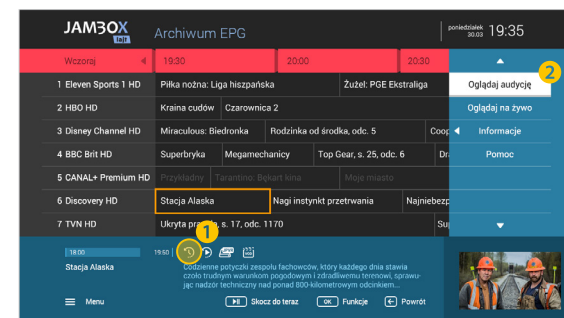 JAMBOX
lajt
Archiwum EPG
poniedziałek
30.03
19:35
Wczoraj 19:30 20:00 20:30
2
1 Eleven Sports 1 HD Piłka nożna: Liga hiszpańska Żużel: PGE Ekstraliga Oglądaj audycję
2 HBO HD Kraina cudów Czarownica 2 Oglądaj na żywo
3 Disney Channel HD Miraculous: Biedronka Rodzinka od środka, odc. 5 Coop Informacje
4 BBC Brit HD Superbryka Megamechanicy Top Gear, s. 25, odc. 6 Dr Pomoc
5 CANAL+ Premium HD Przykładny Tarantino: Bękart kina Moje miasto
6 Discovery HD Stacja Alaska Nagi instynkt przetrwania Najniebezp
7 TVN HD Ukryta s. 17, odc. 1170 Su
1
18:00 19:50
Stacja Alaska
Codzienne potyczki zespołu fachowców, który każdego dnia stawia
czoło trudnym warunkom pogodowym i zdradliwemu terenowi, sprawu-
jąc nadzór techniczny nad ponad 800-kilometrowym odcinkiem...
Menu Skocz do teraz OK Funkcje Powrót